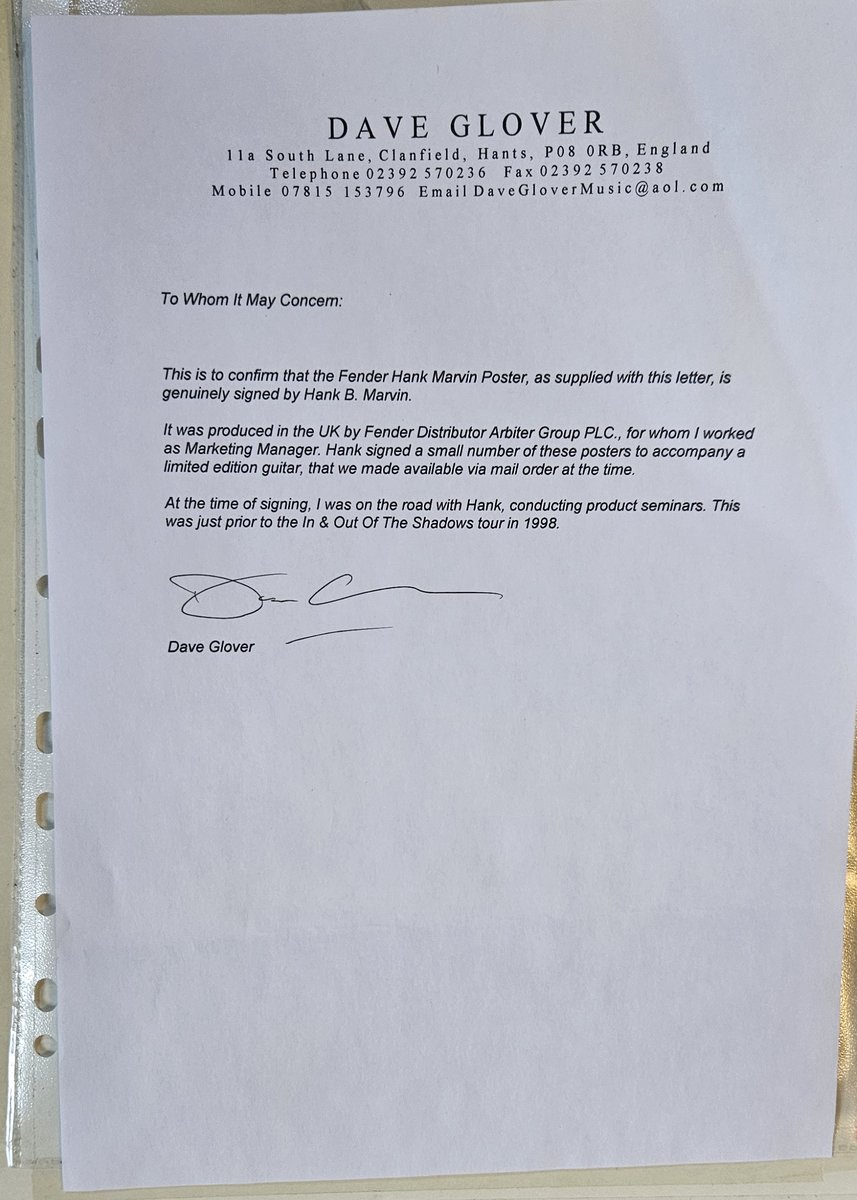 DAVE GLOVER
11a South Lane, Clanfield, Hants, P08 0RB, England
Telephone 02392 570236 Fax 02392 570238
Mobile 07815 153796 Email DaveGloverMusic@aol.com
To Whom It May Concern:
This is to confirm that the Fender Hank Marvin Poster, as supplied with this letter, is
genuinely signed by Hank B. Marvin.
It was produced in the UK by Fender Distributor Arbiter Group PLC., for whom I worked
as Marketing Manager. Hank signed a small number of these posters to accompany a
limited edition guitar, that we made available via mail order at the time.
At the time of signing, I was on the road with Hank, conducting product seminars. This
was just prior to the In & Out Of The Shadows tour in 1998.
Dave Glover